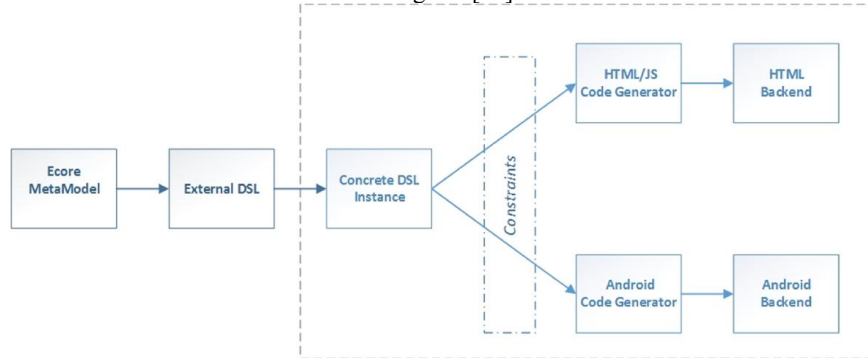 HTML/JS
Code Generator
HTML
Backend
Ecore
MetaModel
External DSL
Concrete DSL
Instance
Constraints
Android
Code Generator
Android
Backend